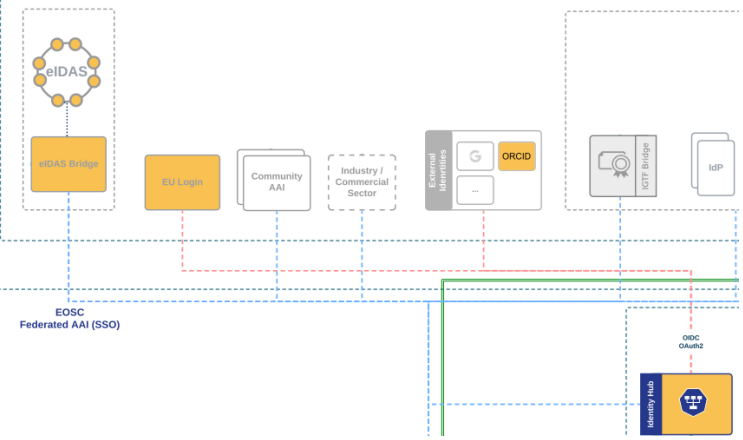 eIDAS
eIDAS Bridge
EU Login
Community
AAI
Industry /
Commercial
Sector
External
Idenrtities
G
ORCID
...
IGTF Bridge
IdP
EOSC
Federated AAI (SSO)
OIDC
OAuth2
Identity Hub